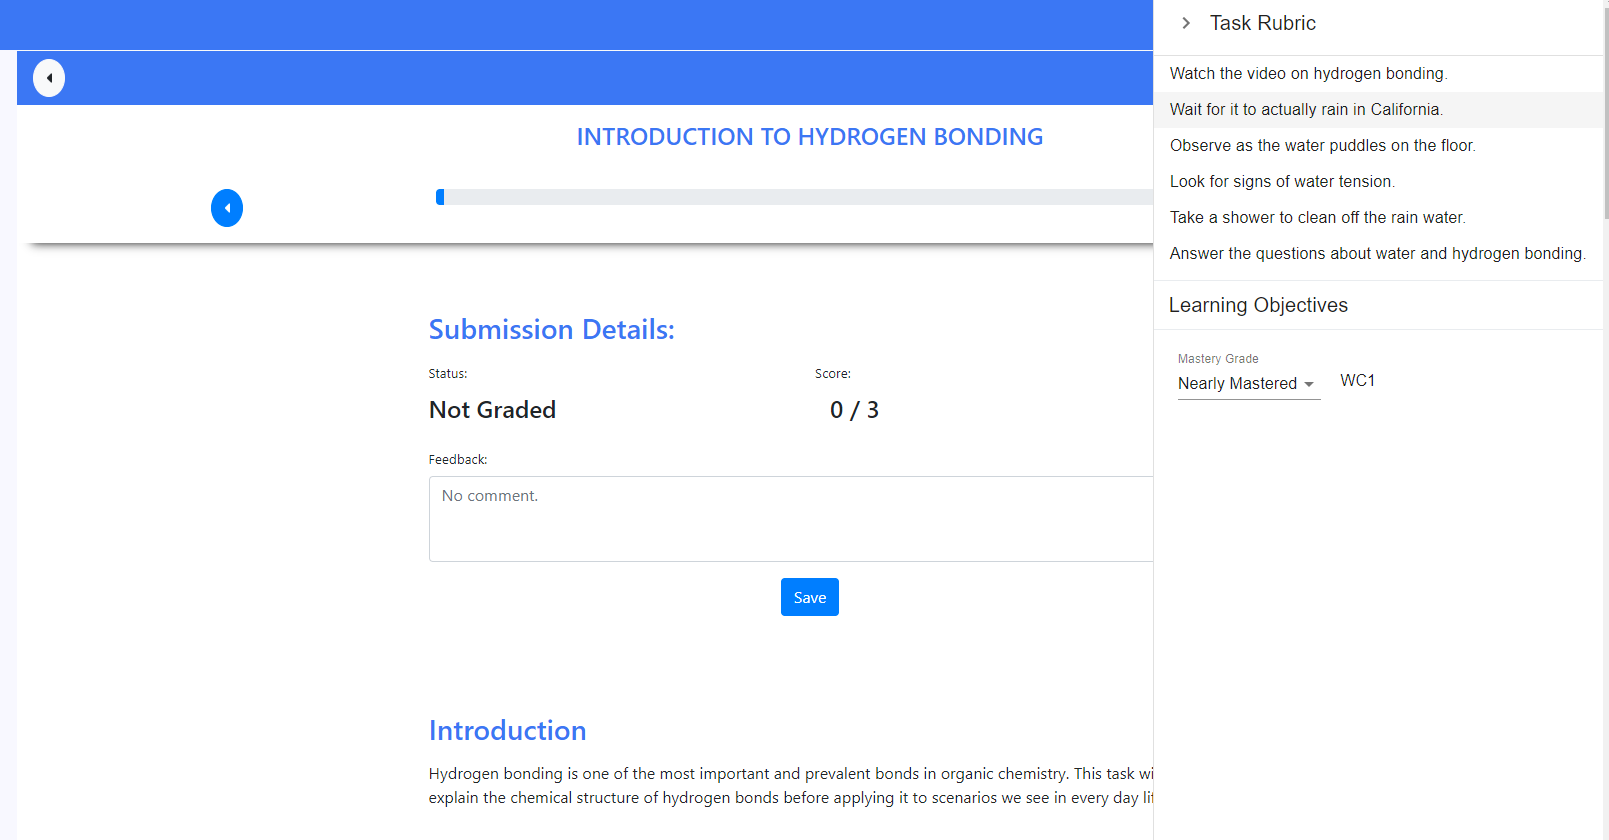 Task Rubric
Watch the video on hydrogen bonding.
Wait for it to actually rain in California.
Observe as the water puddles on the floor.
Look for signs of water tension.
Take a shower to clean off the rain water.
Answer the questions about water and hydrogen bonding.
Learning Objectives
Mastery Grade
Nearly Mastered
WC1
INTRODUCTION TO HYDROGEN BONDING
Submission Details:
Status:
Score:
Not Graded
0 / 3
Feedback:
No comment.
Save
Introduction
Hydrogen bonding is one of the most important and prevalent bonds in organic chemistry. This task wi
explain the chemical structure of hydrogen bonds before applying it to scenarios we see in every day lif